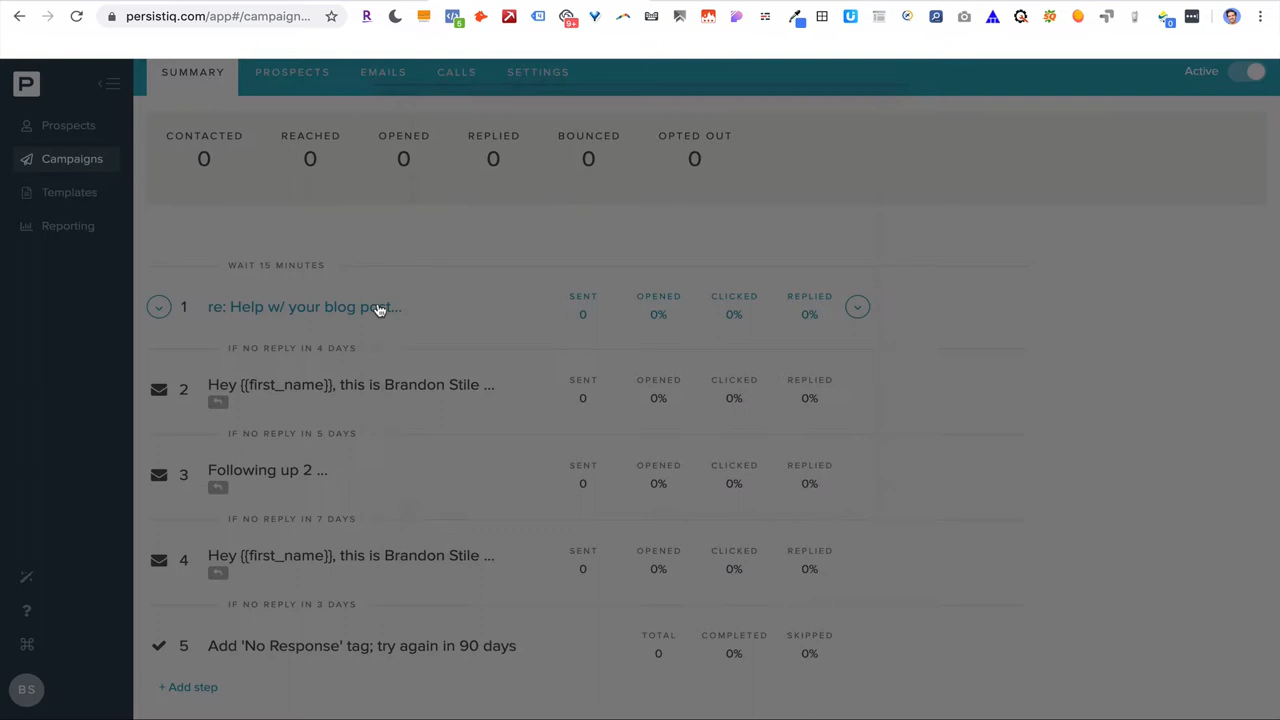 persistiq.com/app#/campaign...
R
5
9+
0
P
SUMMARY PROSPECTS EMAILS CALLS SETTINGS Active
Prospects
Campaigns
Templates
Reporting
CONTACTED REACHED OPENED REPLIED BOUNCED OPTED OUT
0 0 0 0 0 0
WAIT 15 MINUTES
SENT OPENED CLICKED REPLIED
1 re: Help w/ your blog post...
0 0% 0% 0%
IF NO REPLY IN 4 DAYS
SENT OPENED CLICKED REPLIED
2 Hey {{first_name}}, this is Brandon Stile ...
0 0% 0% 0%
IF NO REPLY IN 5 DAYS
SENT OPENED CLICKED REPLIED
3 Following up 2 ...
0 0% 0% 0%
IF NO REPLY IN 7 DAYS
SENT OPENED CLICKED REPLIED
4 Hey {{first_name}}, this is Brandon Stile ...
0 0% 0% 0%
IF NO REPLY IN 3 DAYS
TOTAL COMPLETED SKIPPED
5 Add 'No Response' tag; try again in 90 days
0 0% 0%
+ Add step
?
BS